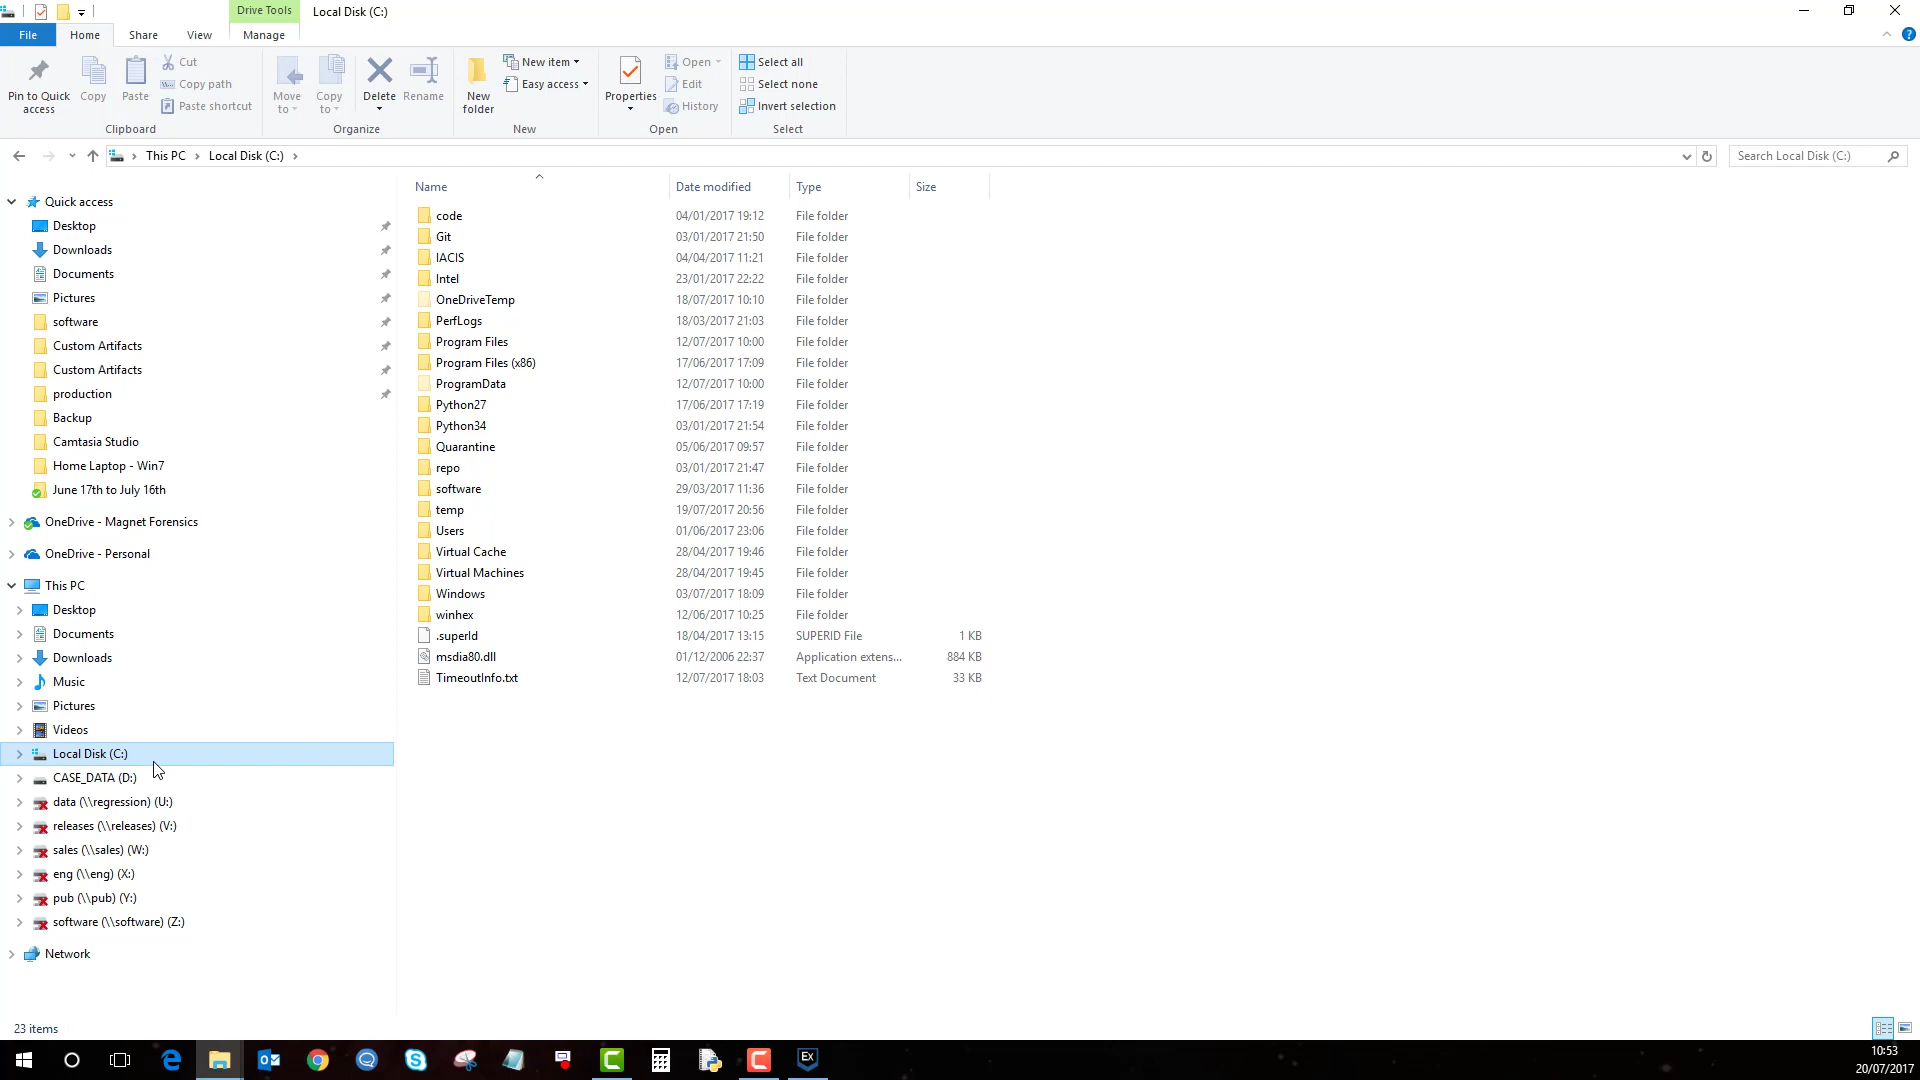 Drive Tools
Local Disk (C:)
File
Home
Share
View
Manage
Pin to Quick access
Copy
Paste
Cut
Copy path
Paste shortcut
Clipboard
Move to
Copy to
Delete
Rename
Organize
New folder
New item
Easy access
New
Properties
Open
Edit
History
Open
Select all
Select none
Invert selection
Select
This PC
Local Disk (C:)
Search Local Disk (C:)
Quick access
Desktop
Downloads
Documents
Pictures
software
Custom Artifacts
Custom Artifacts
production
Backup
Camtasia Studio
Home Laptop - Win7
June 17th to July 16th
OneDrive - Magnet Forensics
OneDrive - Personal
This PC
Desktop
Documents
Downloads
Music
Pictures
Videos
Local Disk (C:)
CASE_DATA (D:)
data (\\regression) (U:)
releases (\\releases) (V:)
sales (\\sales) (W:)
eng (\\eng) (X:)
pub (\\pub) (Y:)
software (\\software) (Z:)
Network
Name Date modified Type Size
code 04/01/2017 19:12 File folder
Git 03/01/2017 21:50 File folder
IACIS 04/04/2017 11:21 File folder
Intel 23/01/2017 22:22 File folder
OneDriveTemp 18/07/2017 10:10 File folder
PerfLogs 18/03/2017 21:03 File folder
Program Files 12/07/2017 10:00 File folder
Program Files (x86) 17/06/2017 17:09 File folder
ProgramData 12/07/2017 10:00 File folder
Python27 17/06/2017 17:19 File folder
Python34 03/01/2017 21:54 File folder
Quarantine 05/06/2017 09:57 File folder
repo 03/01/2017 21:47 File folder
software 29/03/2017 11:36 File folder
temp 19/07/2017 20:56 File folder
Users 01/06/2017 23:06 File folder
Virtual Cache 28/04/2017 19:46 File folder
Virtual Machines 28/04/2017 19:45 File folder
Windows 03/07/2017 18:09 File folder
winhex 12/06/2017 10:25 File folder
.superId 18/04/2017 13:15 SUPERID File 1 KB
msdia80.dll 01/12/2006 22:37 Application extens... 884 KB
TimeoutInfo.txt 12/07/2017 18:03 Text Document 33 KB
23 items
EX
10:53
20/07/2017